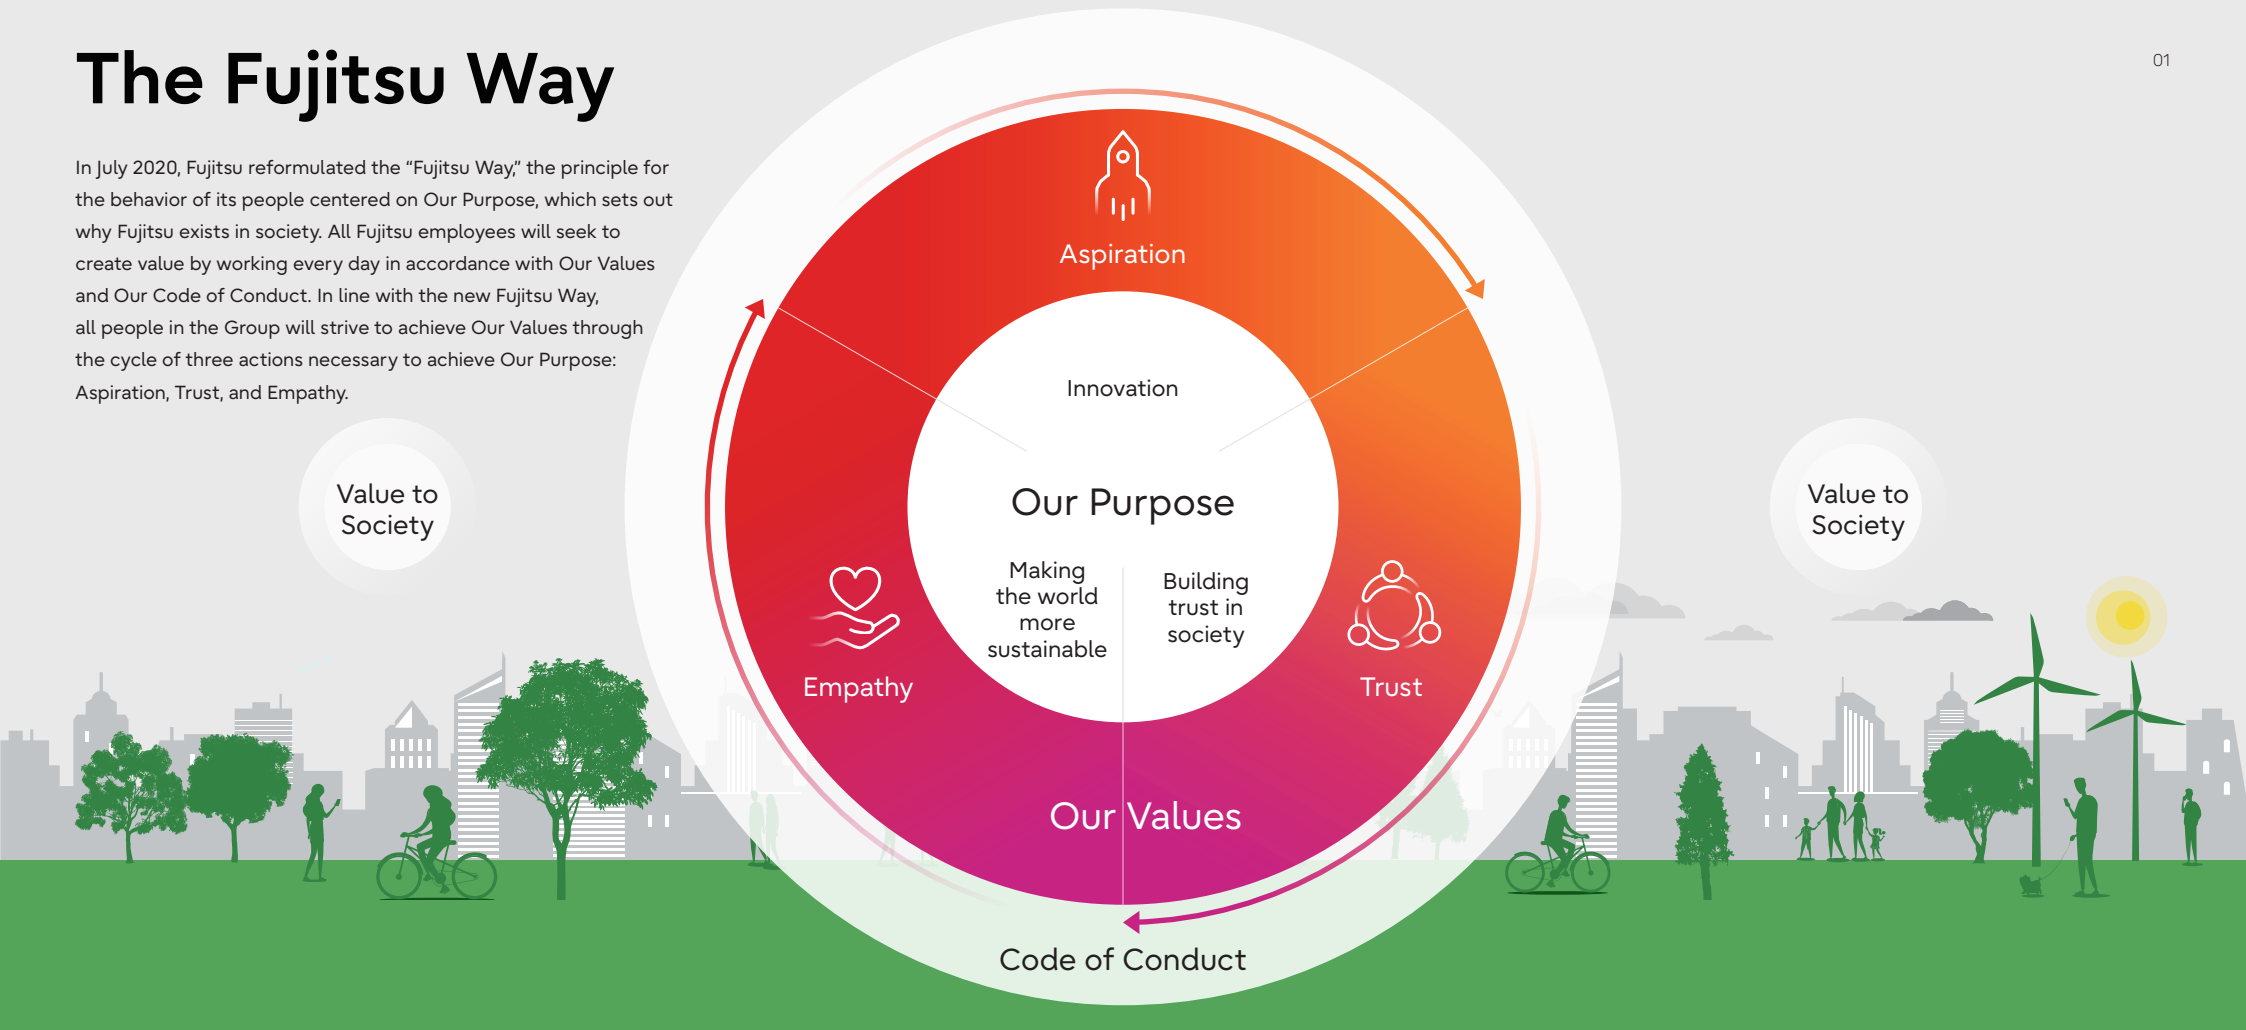 The Fujitsu Way
01
In July 2020, Fujitsu reformulated the “Fujitsu Way,” the principle for
the behavior of its people centered on Our Purpose, which sets out
why Fujitsu exists in society. All Fujitsu employees will seek to
create value by working every day in accordance with Our Values
and Our Code of Conduct. In line with the new Fujitsu Way,
all people in the Group will strive to achieve Our Values through
the cycle of three actions necessary to achieve Our Purpose:
Aspiration, Trust, and Empathy.
Value to
Society
Aspiration
Innovation
Our Purpose
Making
the world
more
sustainable
Building
trust in
society
Empathy
Trust
Our Values
Code of Conduct
Value to
Society